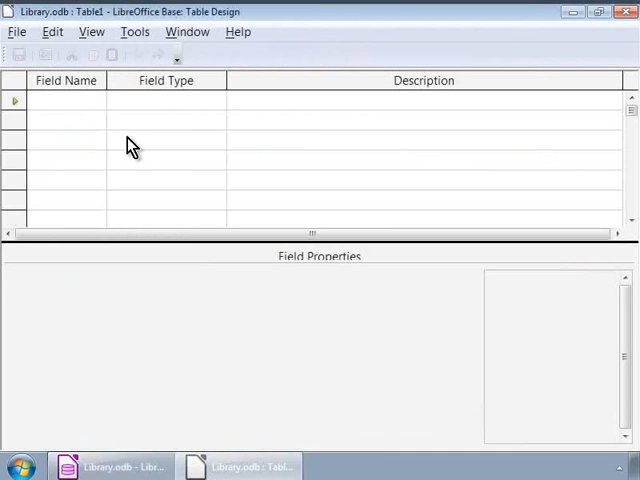 Library.odb : Table1 - LibreOffice Base: Table Design
File Edit View Tools Window Help
Field Name Field Type Description
Field Properties
Library.odb - Libr... Library.odb : Tabl...